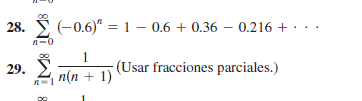 28. ∞ Σ n=0 (−0.6)ⁿ = 1 − 0.6 + 0.36 − 0.216 + · · ·
29. ∞ Σ n=1 1/n(n + 1) (Usar fracciones parciales.)